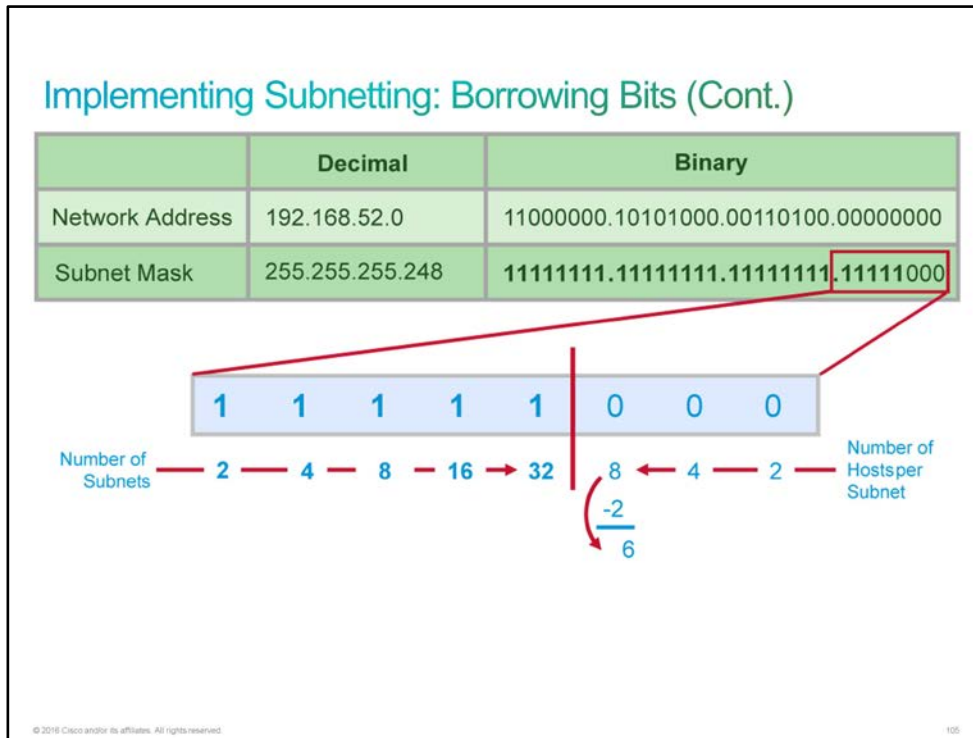 Implementing Subnetting: Borrowing Bits (Cont.)
Decimal Binary
Network Address 192.168.52.0 11000000.10101000.00110100.00000000
Subnet Mask 255.255.255.248 11111111.11111111.11111111.11111000
1 1 1 1 1 0 0 0
Number of
Subnets
2 4 8 16 32 8 4 2
Number of
Hosts per
Subnet
-2
6
© 2016 Cisco and/or its affiliates. All rights reserved. 105